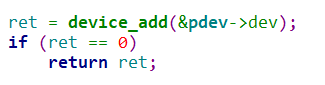 ret = device_add(&pdev->dev);
if (ret == 0)
    return ret;